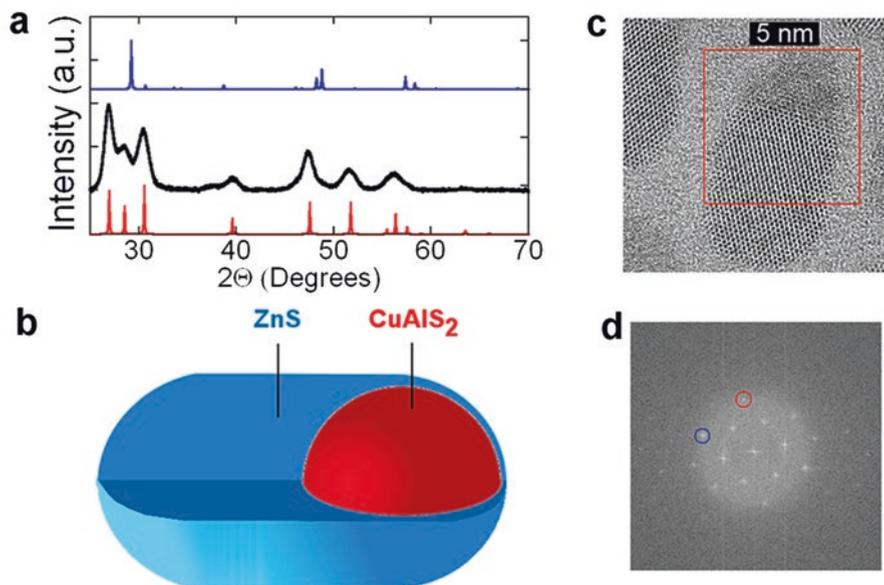 a
Intensity (a.u.)
30 40 50 60 70
2Θ (Degrees)
b
ZnS
CuAlS₂
c
5 nm
d